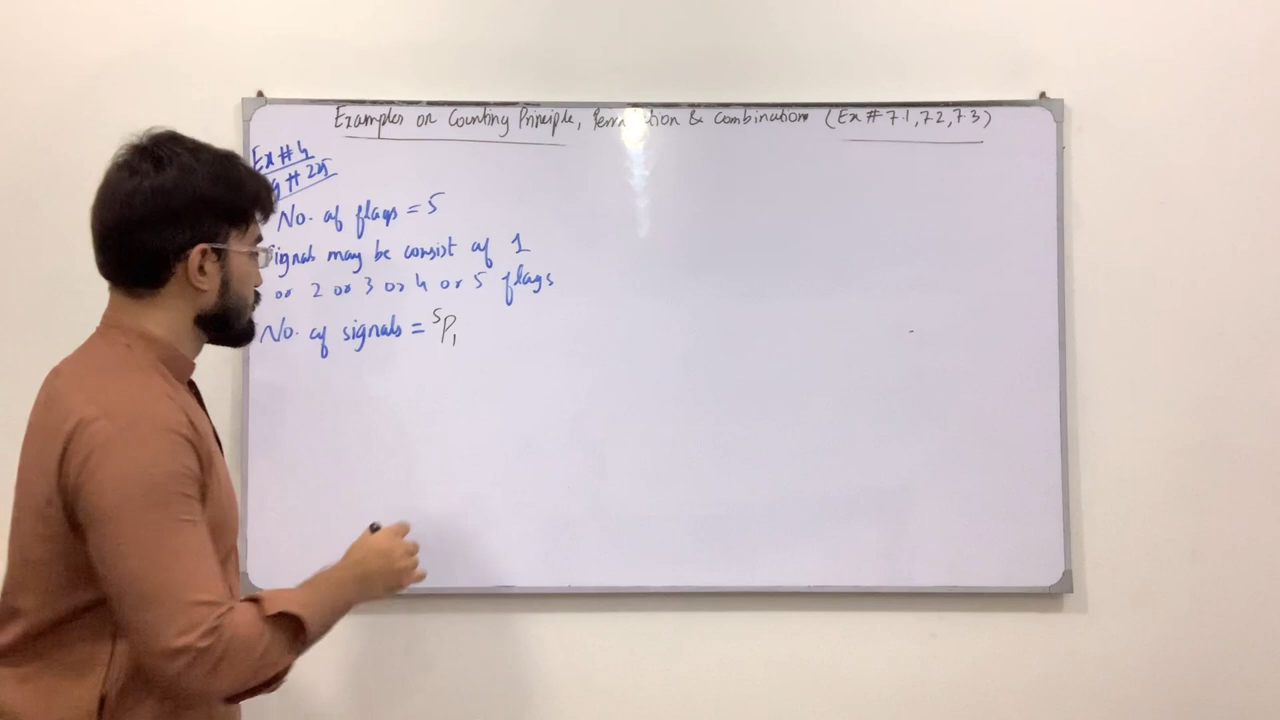 Examples on Counting Principle, Permutation & Combination (Ex # 7.1, 7.2, 7.3)
Ex # 4
# 225
No. of flags = 5
Signals may be consist of 1
or 2 or 3 or 4 or 5 flags
No. of signals = ⁵P₁